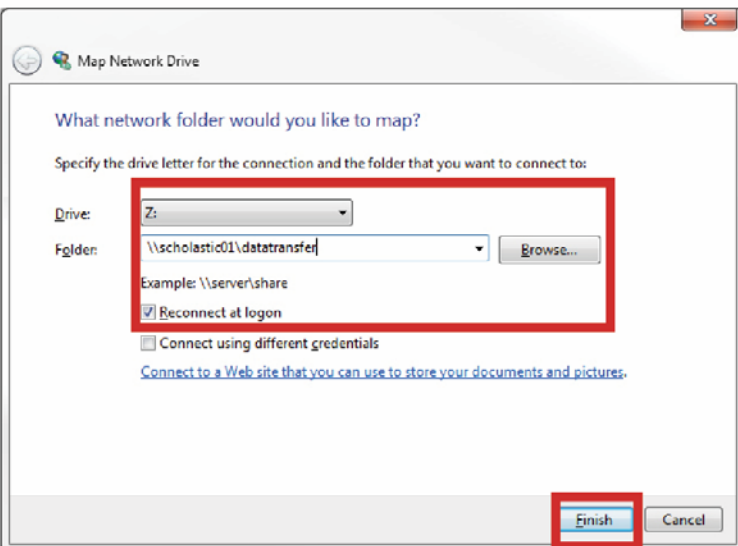 Map Network Drive
What network folder would you like to map?
Specify the drive letter for the connection and the folder that you want to connect to:
Drive: Z:
Folder: \\scholastic01\datatransfer Browse...
Example: \\server\share
Reconnect at logon
Connect using different credentials
Connect to a Web site that you can use to store your documents and pictures.
Finish Cancel